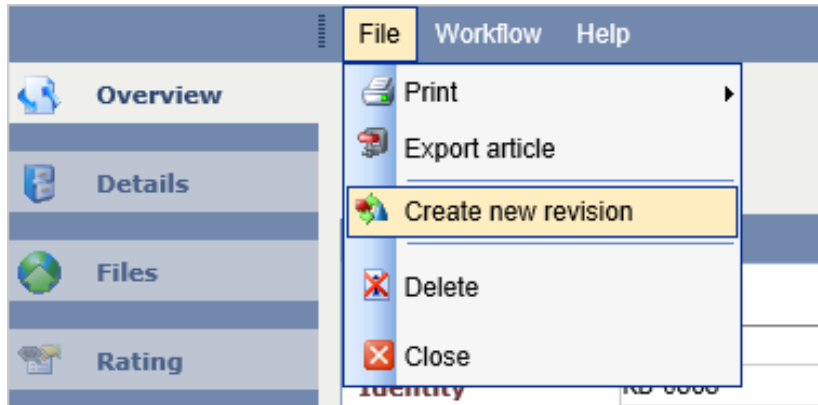 File Workflow Help
Overview
Print
Export article
Details
Create new revision
Files
Delete
Rating
Close
Identity